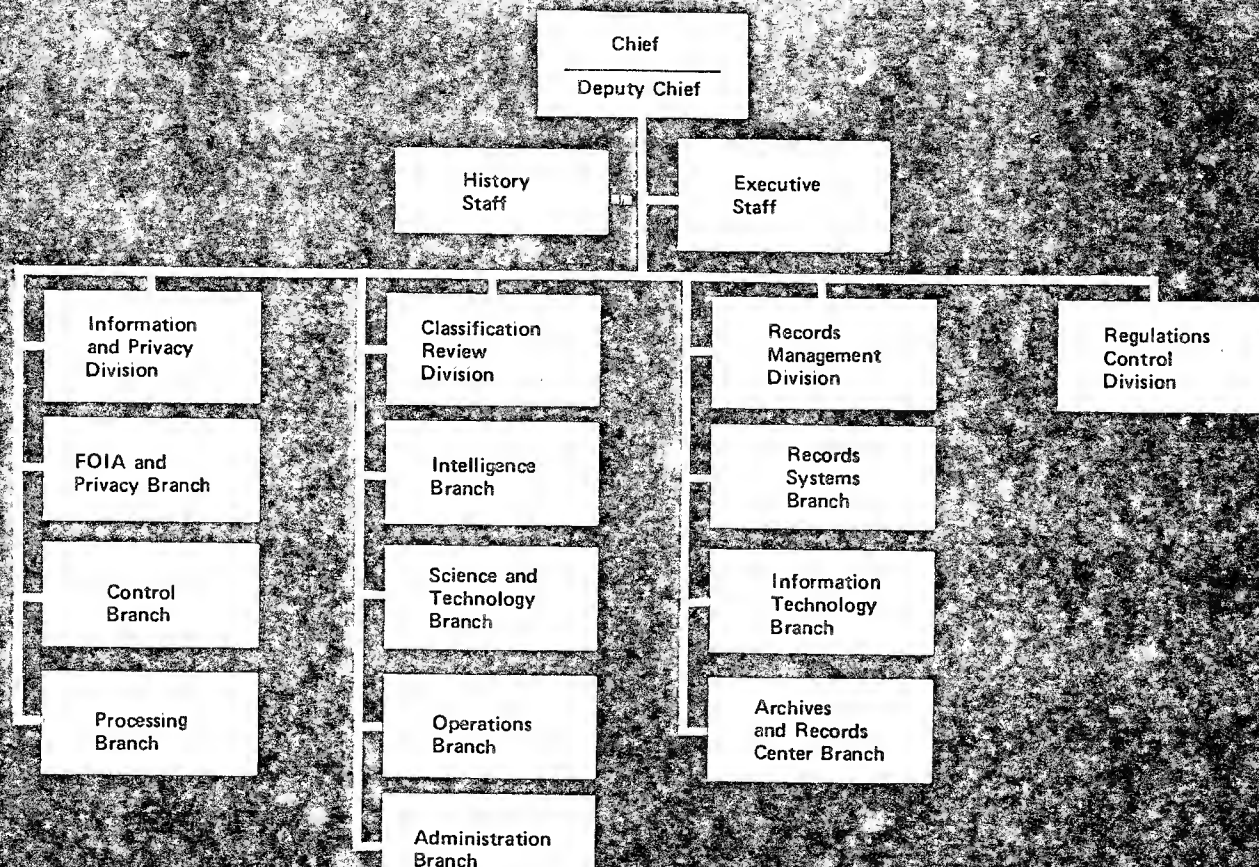 Chief
Deputy Chief
History
Staff
Executive
Staff
Information
and Privacy
Division
FOIA and
Privacy Branch
Control
Branch
Processing
Branch
Classification
Review
Division
Intelligence
Branch
Science and
Technology
Branch
Operations
Branch
Administration
Branch
Records
Management
Division
Records
Systems
Branch
Information
Technology
Branch
Archives
and Records
Center Branch
Regulations
Control
Division